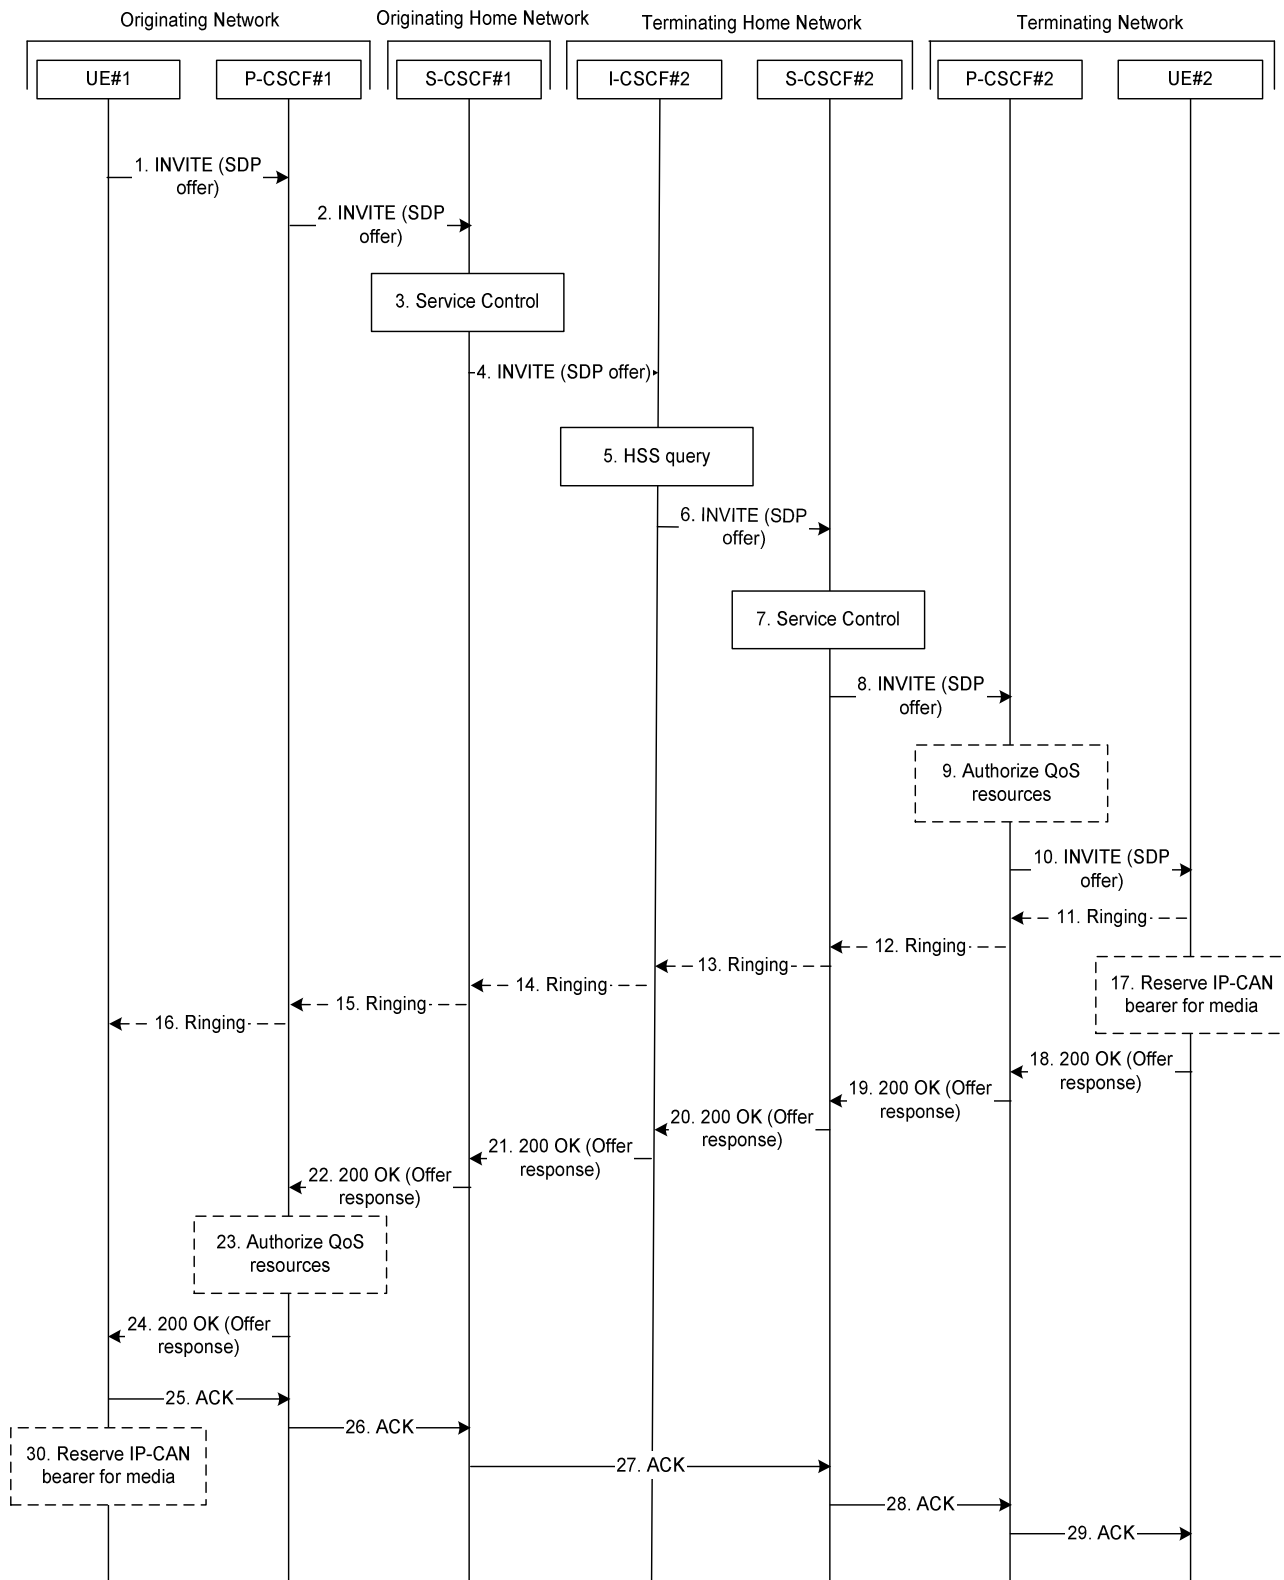 Originating Network
Originating Home Network
Terminating Home Network
Terminating Network
UE#1
P-CSCF#1
S-CSCF#1
I-CSCF#2
S-CSCF#2
P-CSCF#2
UE#2
1. INVITE (SDP
offer)
2. INVITE (SDP
offer)
3. Service Control
4. INVITE (SDP offer)
5. HSS query
6. INVITE (SDP
offer)
7. Service Control
8. INVITE (SDP
offer)
9. Authorize QoS
resources
10. INVITE (SDP
offer)
11. Ringing
12. Ringing
13. Ringing
14. Ringing
15. Ringing
16. Ringing
17. Reserve IP-CAN
bearer for media
18. 200 OK (Offer
response)
19. 200 OK (Offer
response)
20. 200 OK (Offer
response)
21. 200 OK (Offer
response)
22. 200 OK (Offer
response)
23. Authorize QoS
resources
24. 200 OK (Offer
response)
25. ACK
26. ACK
30. Reserve IP-CAN
bearer for media
27. ACK
28. ACK
29. ACK